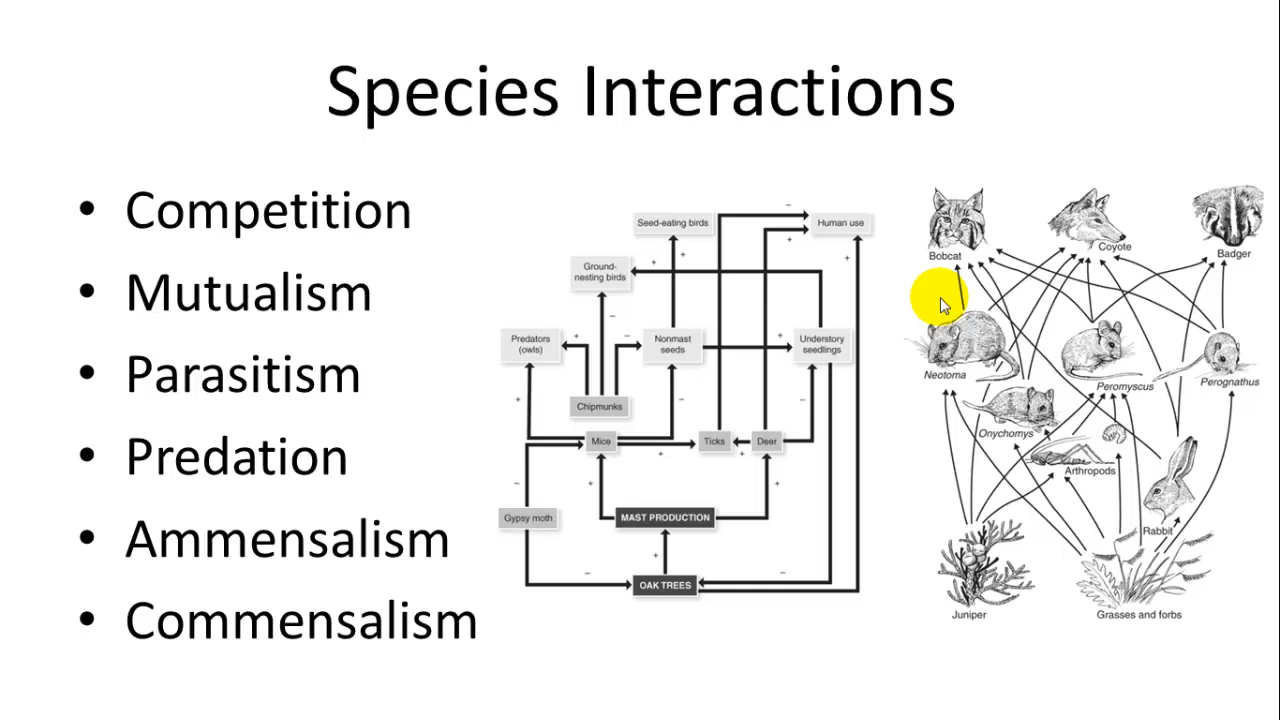 Species Interactions
• Competition
• Mutualism
• Parasitism
• Predation
• Ammensalism
• Commensalism
Seed-eating birds
Human use
Ground-
nesting birds
Predators
(owls)
Nonmast
seeds
Understory
seedlings
Chipmunks
Mice
Ticks
Deer
Gypsy moth
MAST PRODUCTION
OAK TREES
–
+
+
+
+
–
+
–
+
+
–
–
+
+
–
+
+
+
–
–
Bobcat
Coyote
Badger
Neotoma
Peromyscus
Perognathus
Onychomys
Arthropods
Rabbit
Juniper
Grasses and forbs